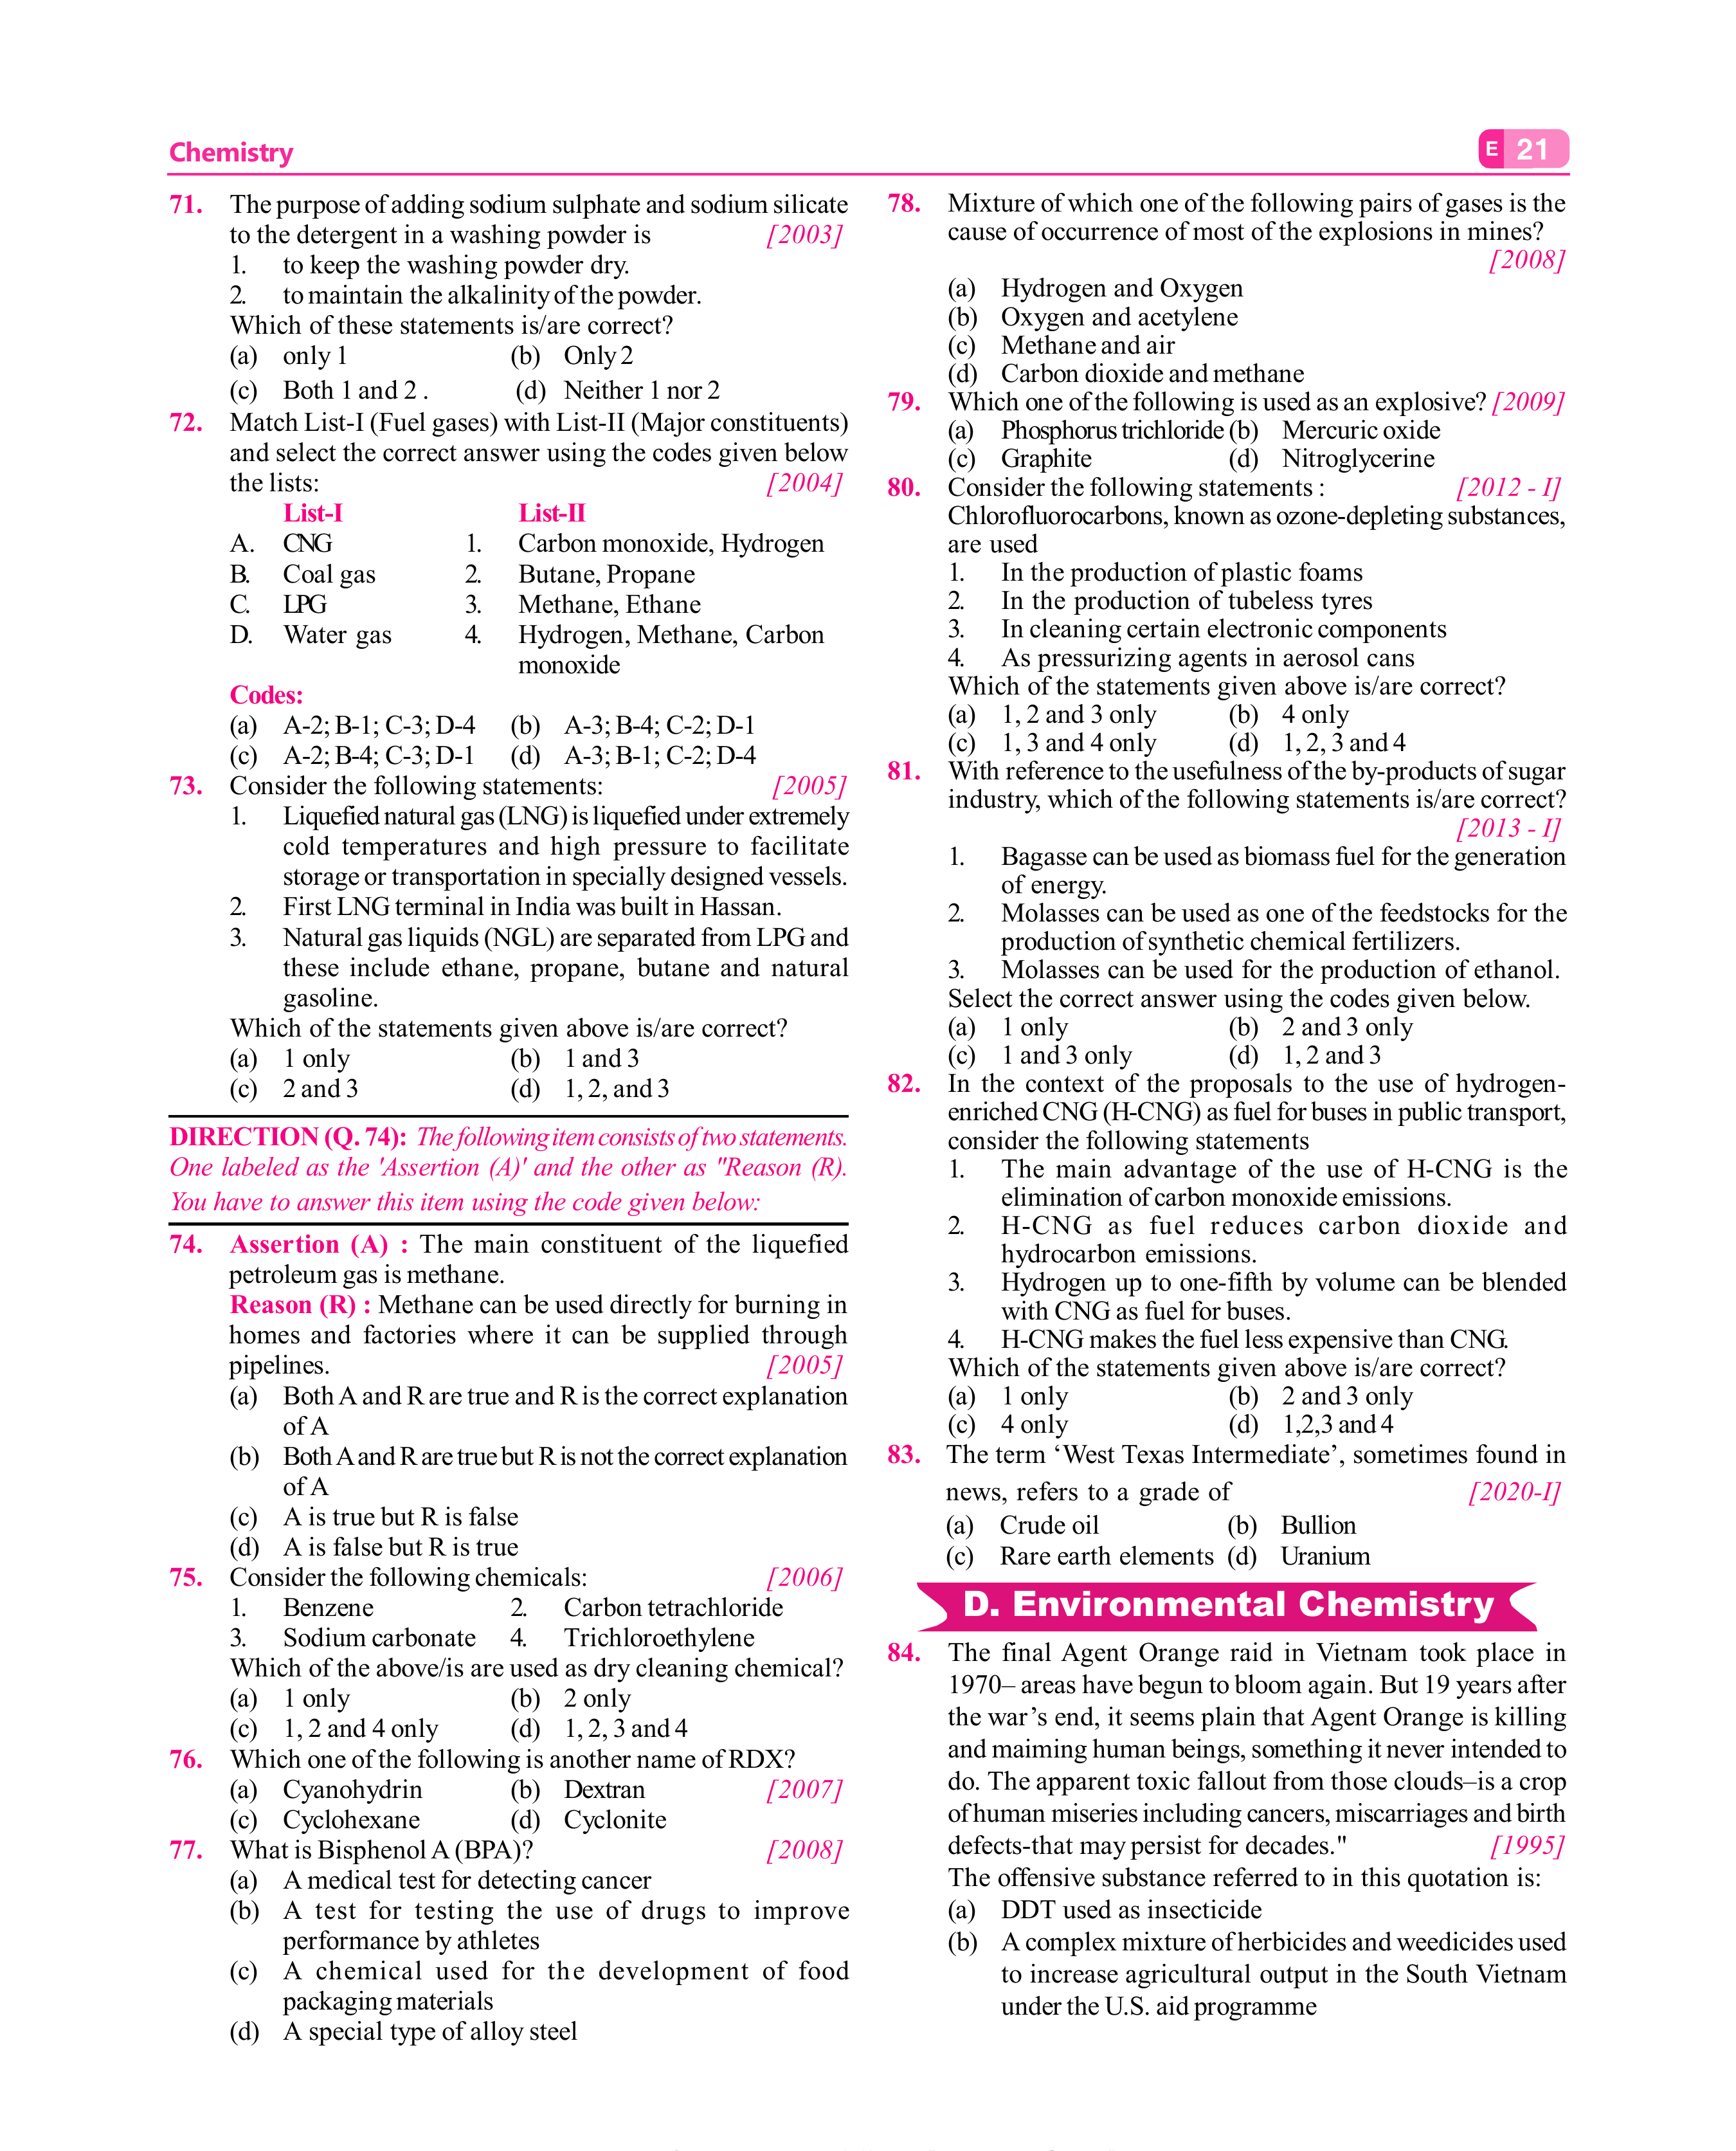 Chemistry
E 21
71. The purpose of adding sodium sulphate and sodium silicate
to the detergent in a washing powder is [2003]
1. to keep the washing powder dry.
2. to maintain the alkalinity of the powder.
Which of these statements is/are correct?
(a) only 1 (b) Only 2
(c) Both 1 and 2 . (d) Neither 1 nor 2
72. Match List-I (Fuel gases) with List-II (Major constituents)
and select the correct answer using the codes given below
the lists: [2004]
List-I List-II
A. CNG 1. Carbon monoxide, Hydrogen
B. Coal gas 2. Butane, Propane
C. LPG 3. Methane, Ethane
D. Water gas 4. Hydrogen, Methane, Carbon
monoxide
Codes:
(a) A-2; B-1; C-3; D-4 (b) A-3; B-4; C-2; D-1
(c) A-2; B-4; C-3; D-1 (d) A-3; B-1; C-2; D-4
73. Consider the following statements: [2005]
1. Liquefied natural gas (LNG) is liquefied under extremely
cold temperatures and high pressure to facilitate
storage or transportation in specially designed vessels.
2. First LNG terminal in India was built in Hassan.
3. Natural gas liquids (NGL) are separated from LPG and
these include ethane, propane, butane and natural
gasoline.
Which of the statements given above is/are correct?
(a) 1 only (b) 1 and 3
(c) 2 and 3 (d) 1, 2, and 3
DIRECTION (Q. 74): The following item consists of two statements.
One labeled as the 'Assertion (A)' and the other as "Reason (R).
You have to answer this item using the code given below:
74. Assertion (A) : The main constituent of the liquefied
petroleum gas is methane.
Reason (R) : Methane can be used directly for burning in
homes and factories where it can be supplied through
pipelines. [2005]
(a) Both A and R are true and R is the correct explanation
of A
(b) Both A and R are true but R is not the correct explanation
of A
(c) A is true but R is false
(d) A is false but R is true
75. Consider the following chemicals: [2006]
1. Benzene 2. Carbon tetrachloride
3. Sodium carbonate 4. Trichloroethylene
Which of the above/is are used as dry cleaning chemical?
(a) 1 only (b) 2 only
(c) 1, 2 and 4 only (d) 1, 2, 3 and 4
76. Which one of the following is another name of RDX?
(a) Cyanohydrin (b) Dextran [2007]
(c) Cyclohexane (d) Cyclonite
77. What is Bisphenol A (BPA)? [2008]
(a) A medical test for detecting cancer
(b) A test for testing the use of drugs to improve
performance by athletes
(c) A chemical used for the development of food
packaging materials
(d) A special type of alloy steel
78. Mixture of which one of the following pairs of gases is the
cause of occurrence of most of the explosions in mines?
[2008]
(a) Hydrogen and Oxygen
(b) Oxygen and acetylene
(c) Methane and air
(d) Carbon dioxide and methane
79. Which one of the following is used as an explosive? [2009]
(a) Phosphorus trichloride (b) Mercuric oxide
(c) Graphite (d) Nitroglycerine
80. Consider the following statements : [2012 - I]
Chlorofluorocarbons, known as ozone-depleting substances,
are used
1. In the production of plastic foams
2. In the production of tubeless tyres
3. In cleaning certain electronic components
4. As pressurizing agents in aerosol cans
Which of the statements given above is/are correct?
(a) 1, 2 and 3 only (b) 4 only
(c) 1, 3 and 4 only (d) 1, 2, 3 and 4
81. With reference to the usefulness of the by-products of sugar
industry, which of the following statements is/are correct?
[2013 - I]
1. Bagasse can be used as biomass fuel for the generation
of energy.
2. Molasses can be used as one of the feedstocks for the
production of synthetic chemical fertilizers.
3. Molasses can be used for the production of ethanol.
Select the correct answer using the codes given below.
(a) 1 only (b) 2 and 3 only
(c) 1 and 3 only (d) 1, 2 and 3
82. In the context of the proposals to the use of hydrogen-
enriched CNG (H-CNG) as fuel for buses in public transport,
consider the following statements
1. The main advantage of the use of H-CNG is the
elimination of carbon monoxide emissions.
2. H-CNG as fuel reduces carbon dioxide and
hydrocarbon emissions.
3. Hydrogen up to one-fifth by volume can be blended
with CNG as fuel for buses.
4. H-CNG makes the fuel less expensive than CNG.
Which of the statements given above is/are correct?
(a) 1 only (b) 2 and 3 only
(c) 4 only (d) 1,2,3 and 4
83. The term ‘West Texas Intermediate’, sometimes found in
news, refers to a grade of [2020-I]
(a) Crude oil (b) Bullion
(c) Rare earth elements (d) Uranium
D. Environmental Chemistry
84. The final Agent Orange raid in Vietnam took place in
1970– areas have begun to bloom again. But 19 years after
the war’s end, it seems plain that Agent Orange is killing
and maiming human beings, something it never intended to
do. The apparent toxic fallout from those clouds–is a crop
of human miseries including cancers, miscarriages and birth
defects-that may persist for decades." [1995]
The offensive substance referred to in this quotation is:
(a) DDT used as insecticide
(b) A complex mixture of herbicides and weedicides used
to increase agricultural output in the South Vietnam
under the U.S. aid programme